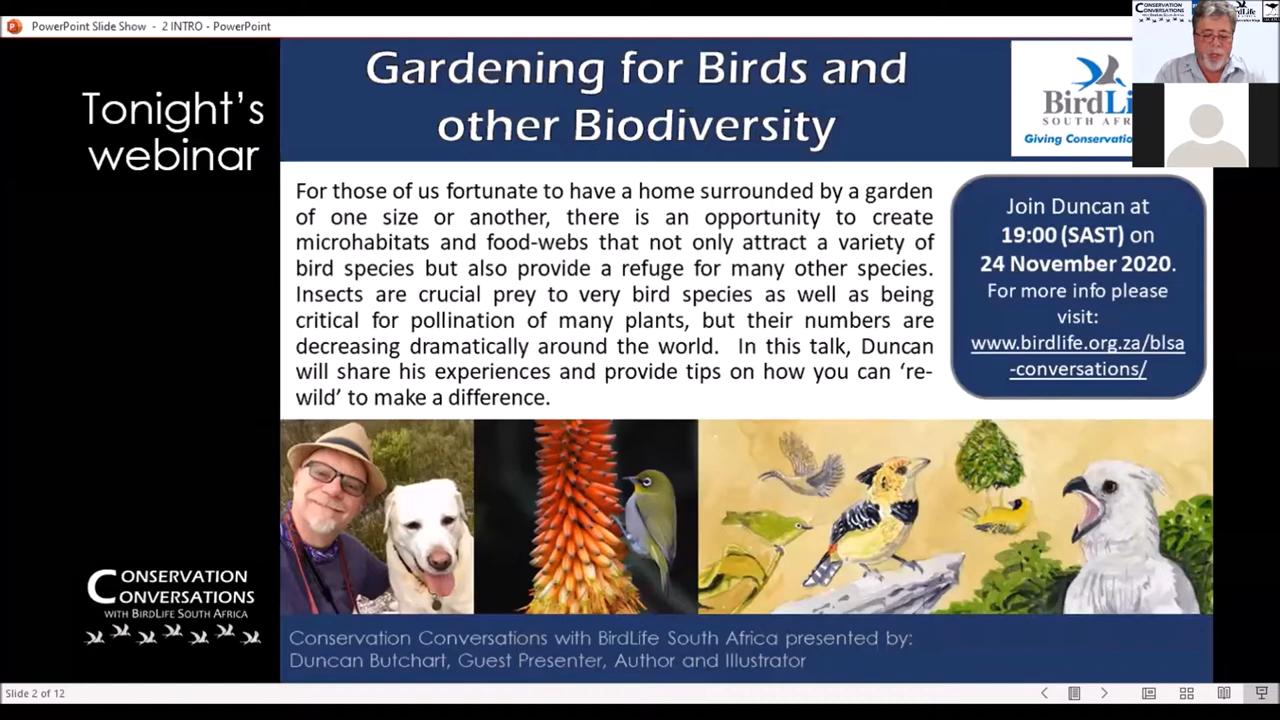 PowerPoint Slide Show - 2 INTRO - PowerPoint
CONSERVATION
CONVERSATIONS
Tonight's
webinar
Gardening for Birds and
other Biodiversity
BirdLi
SOUTH AFR
Giving Conserva
For those of us fortunate to have a home surrounded by a garden
of one size or another, there is an opportunity to create
microhabitats and food-webs that not only attract a variety of
bird species but also provide a refuge for many other species.
Insects are crucial prey to very bird species as well as being
critical for pollination of many plants, but their numbers are
decreasing dramatically around the world. In this talk, Duncan
will share his experiences and provide tips on how you can ‘re-
wild’ to make a difference.
Join Duncan at
19:00 (SAST) on
24 November 2020.
For more info please
visit:
www.birdlife.org.za/blsa
-conversations/
CONSERVATION
CONVERSATIONS
WITH BIRDLIFE SOUTH AFRICA
Conservation Conversations with BirdLife South Africa presented by:
Duncan Butchart, Guest Presenter, Author and Illustrator
Slide 2 of 12